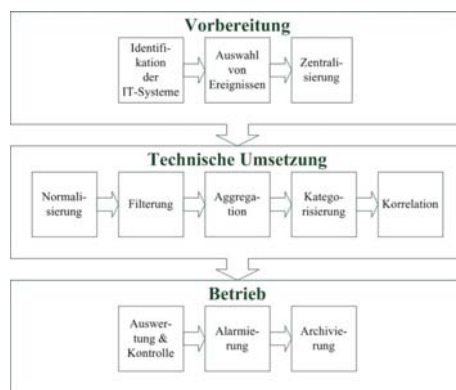 Vorbereitung
Identifi-
kation
der
IT-Systeme
Auswahl
von
Ereignissen
Zentrali-
sierung
Technische Umsetzung
Normali-
sierung
Filterung
Aggrega-
tion
Katego-
risierung
Korrelation
Betrieb
Auswer-
tung &
Kontrolle
Alarmie-
rung
Archivie-
rung